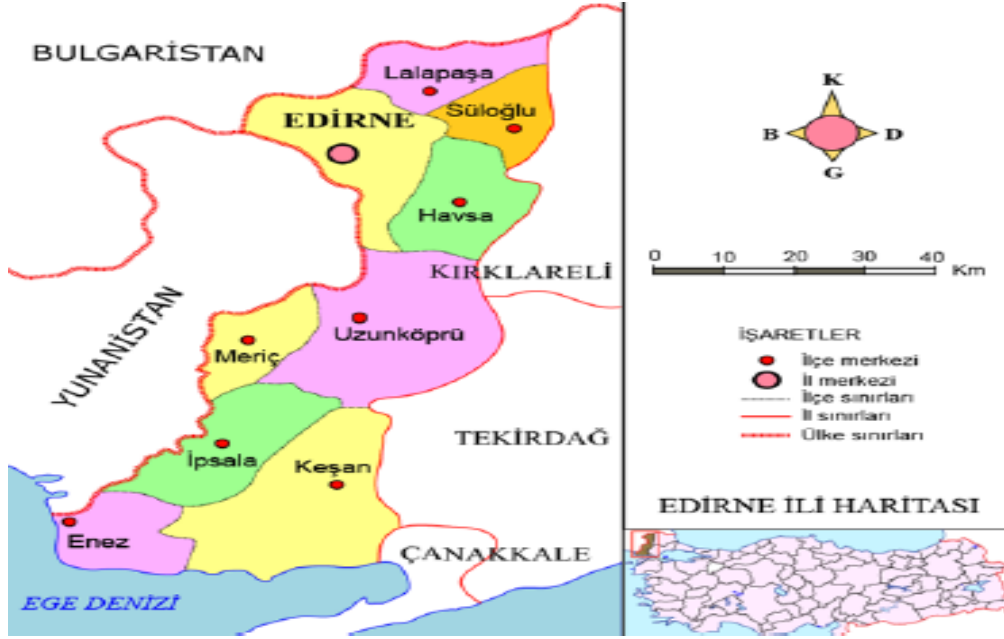 BULGARİSTAN
Lalapaşa
Süloğlu
EDİRNE
Havsa
KIRKLARELİ
Uzunköprü
Meriç
YUNANİSTAN
TEKİRDAĞ
İpsala
Keşan
Enez
ÇANAKKALE
EGE DENİZİ
K
B D
G
0 10 20 30 40
Km
İŞARETLER
İlçe merkezi
İl merkezi
İlçe sınırları
İl sınırları
Ülke sınırları
EDİRNE İLİ HARİTASI